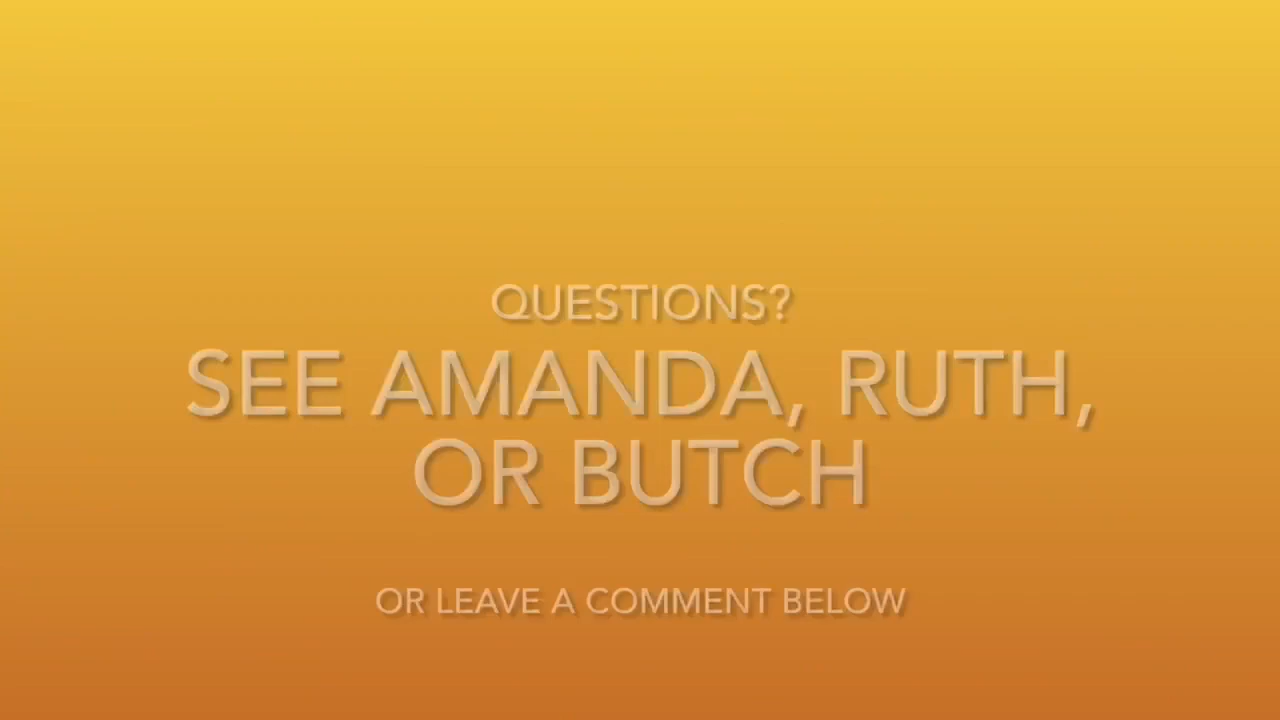 QUESTIONS?
SEE AMANDA, RUTH,
OR BUTCH
OR LEAVE A COMMENT BELOW